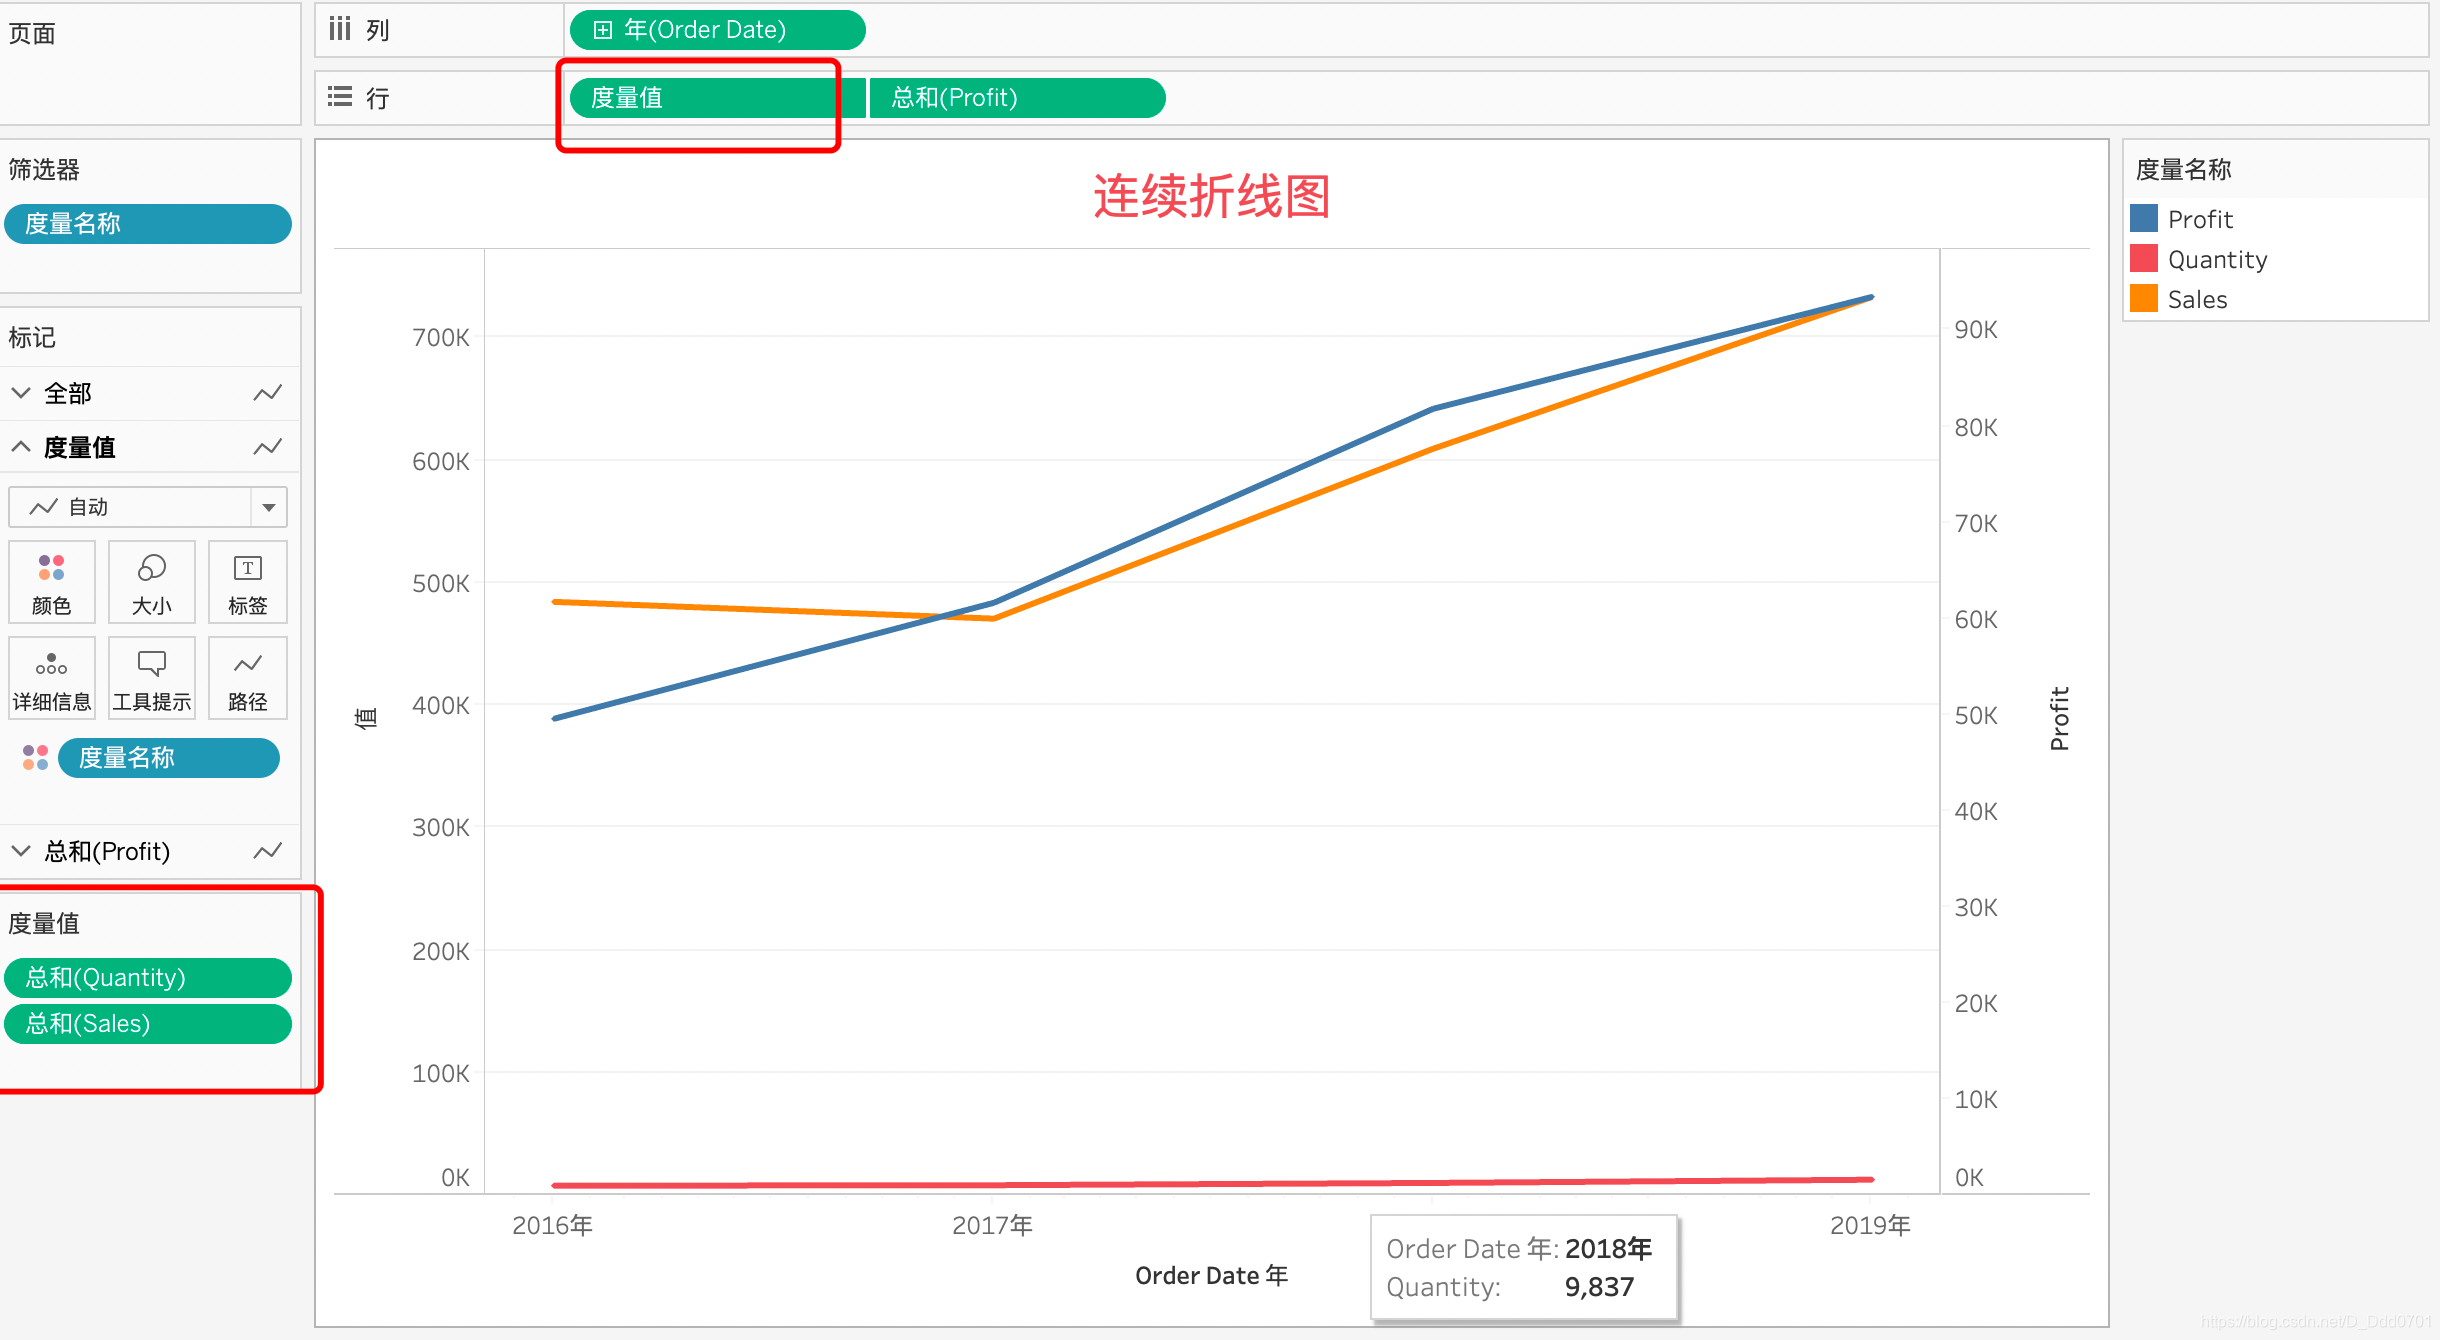 页面
列
年(Order Date)
行
度量值
总和(Profit)
筛选器
度量名称
标记
全部
度量值
自动
颜色
大小
标签
T
详细信息
工具提示
路径
度量名称
总和(Profit)
度量值
总和(Quantity)
总和(Sales)
连续折线图
700K
600K
500K
400K
300K
200K
100K
0K
值
90K
80K
70K
60K
50K
40K
30K
20K
10K
0K
Profit
2016年
2017年
2019年
Order Date 年
Order Date 年: 2018年
Quantity: 9,837
度量名称
Profit
Quantity
Sales
https://blog.csdn.net/D_Ddd0701